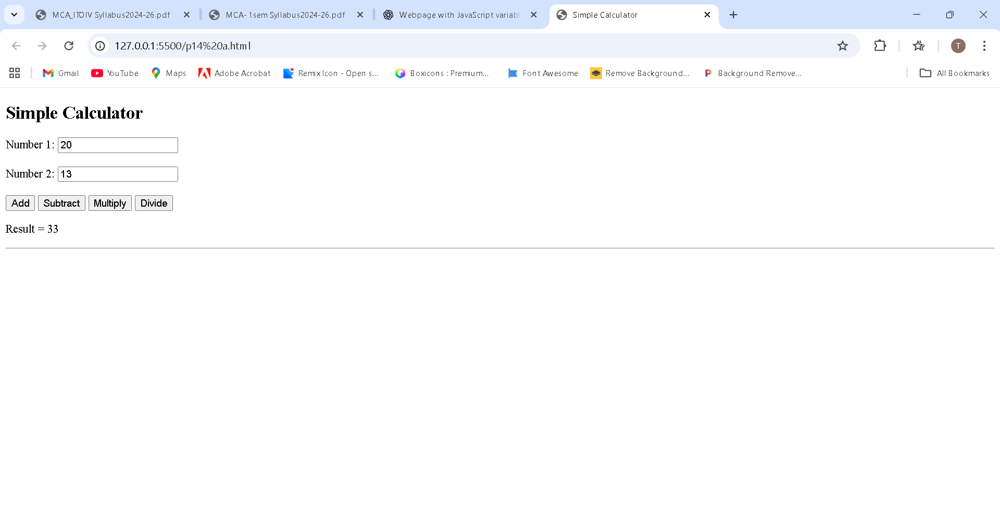 MCA_ITOIV Syllabus2024-26.pdf
MCA- 1sem Syllabus2024-26.pdf
Webpage with JavaScript variabl
Simple Calculator
127.0.0.1:5500/p14%20a.html
T
Gmail
YouTube
Maps
Adobe Acrobat
Remix Icon - Open s...
Boxicons : Premium...
Font Awesome
Remove Background...
Background Remove...
All Bookmarks
Simple Calculator
Number 1: 20
Number 2: 13
Add Subtract Multiply Divide
Result = 33